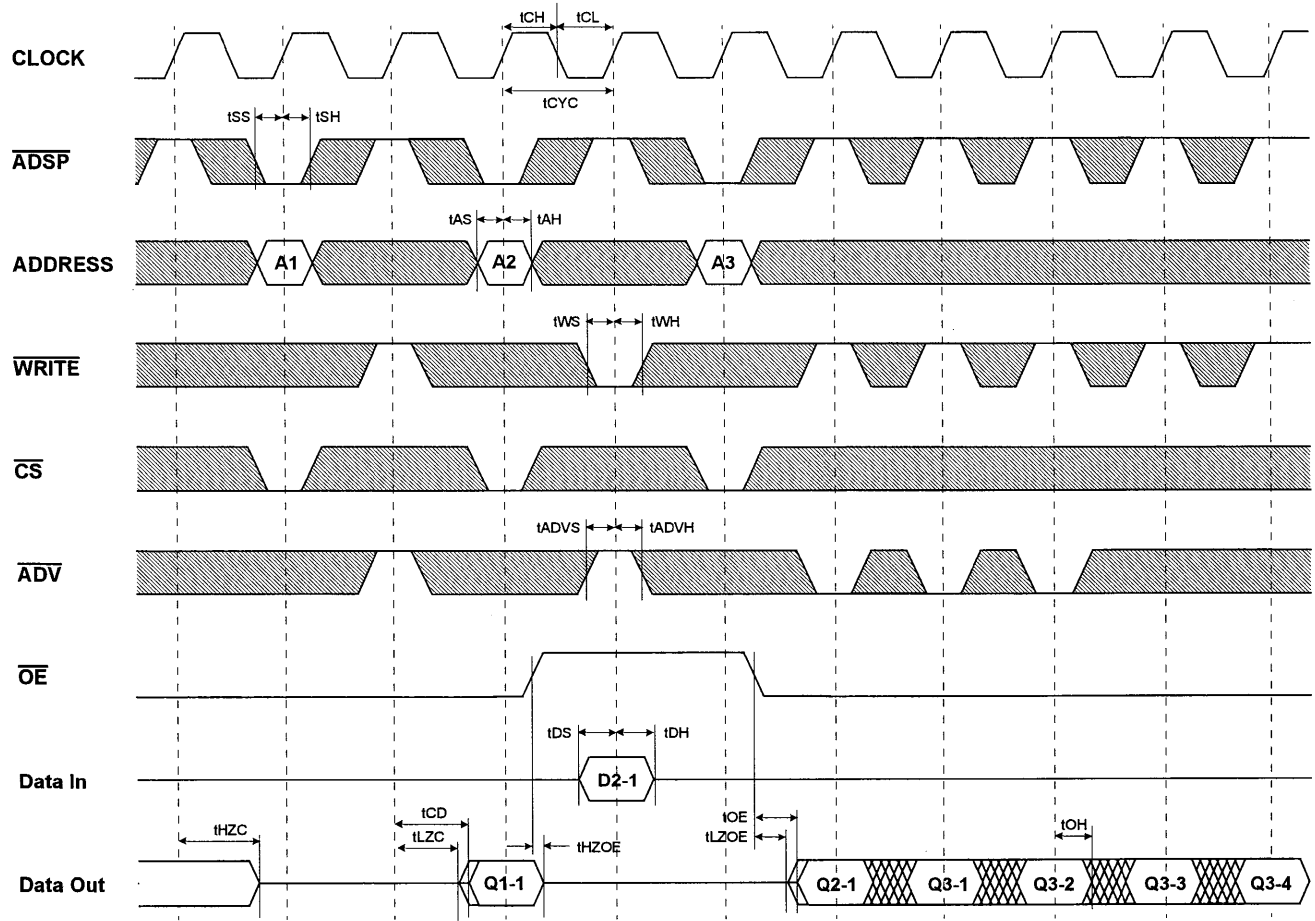 tCH tCL
CLOCK
tCYC
tSS tSH
ADSP
tAS tAH
ADDRESS A1 A2 A3
tWS tWH
WRITE
CS
tADVS tADVH
ADV
OE
tDS tDH
Data In D2-1
tHZC tCD tLZC tHZOE tOE tLZOE tOH
Data Out Q1-1 Q2-1 Q3-1 Q3-2 Q3-3 Q3-4